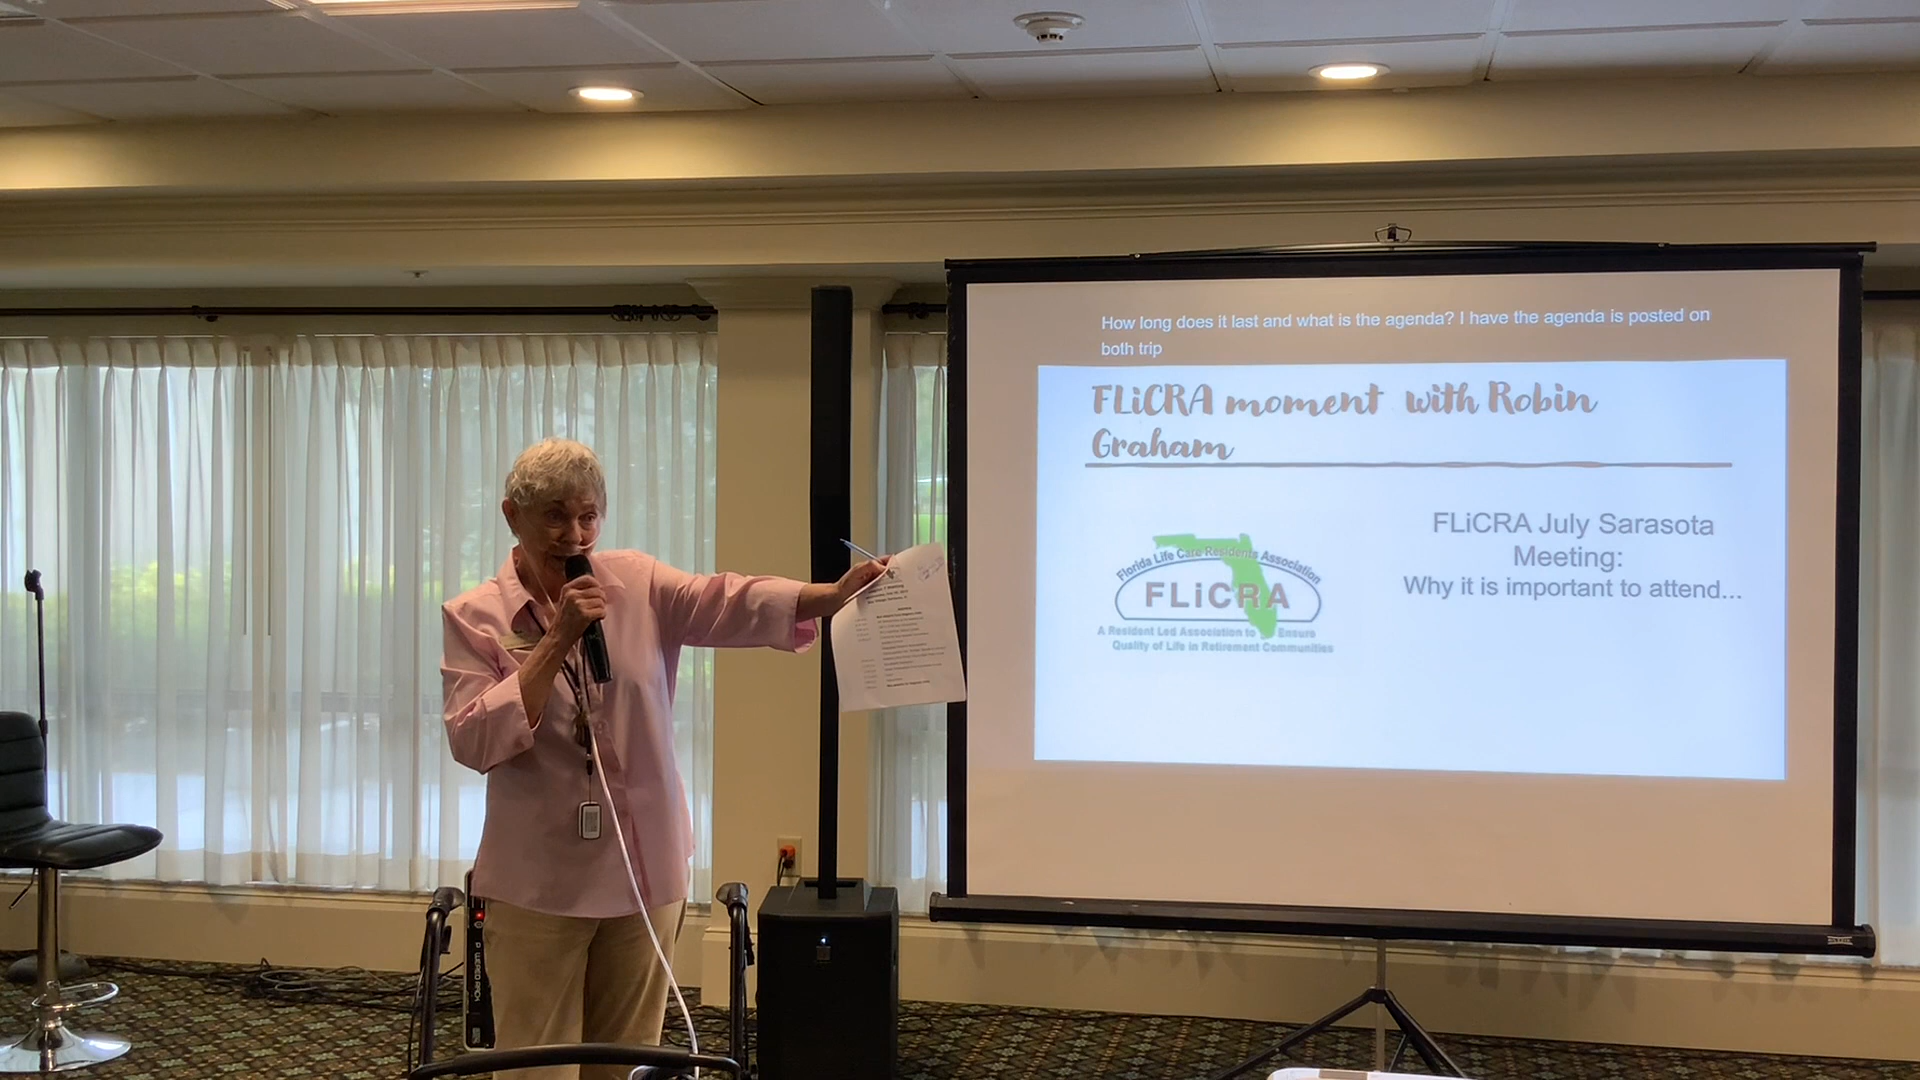 How long does it last and what is the agenda? I have the agenda is posted on
both trip
FLiCRA moment with Robin
Graham
FLiCRA July Sarasota
Meeting:
Why it is important to attend...
Florida Life Care Residents Association
FLiCRA
A Resident Led Association to Ensure
Quality of Life in Retirement Communities